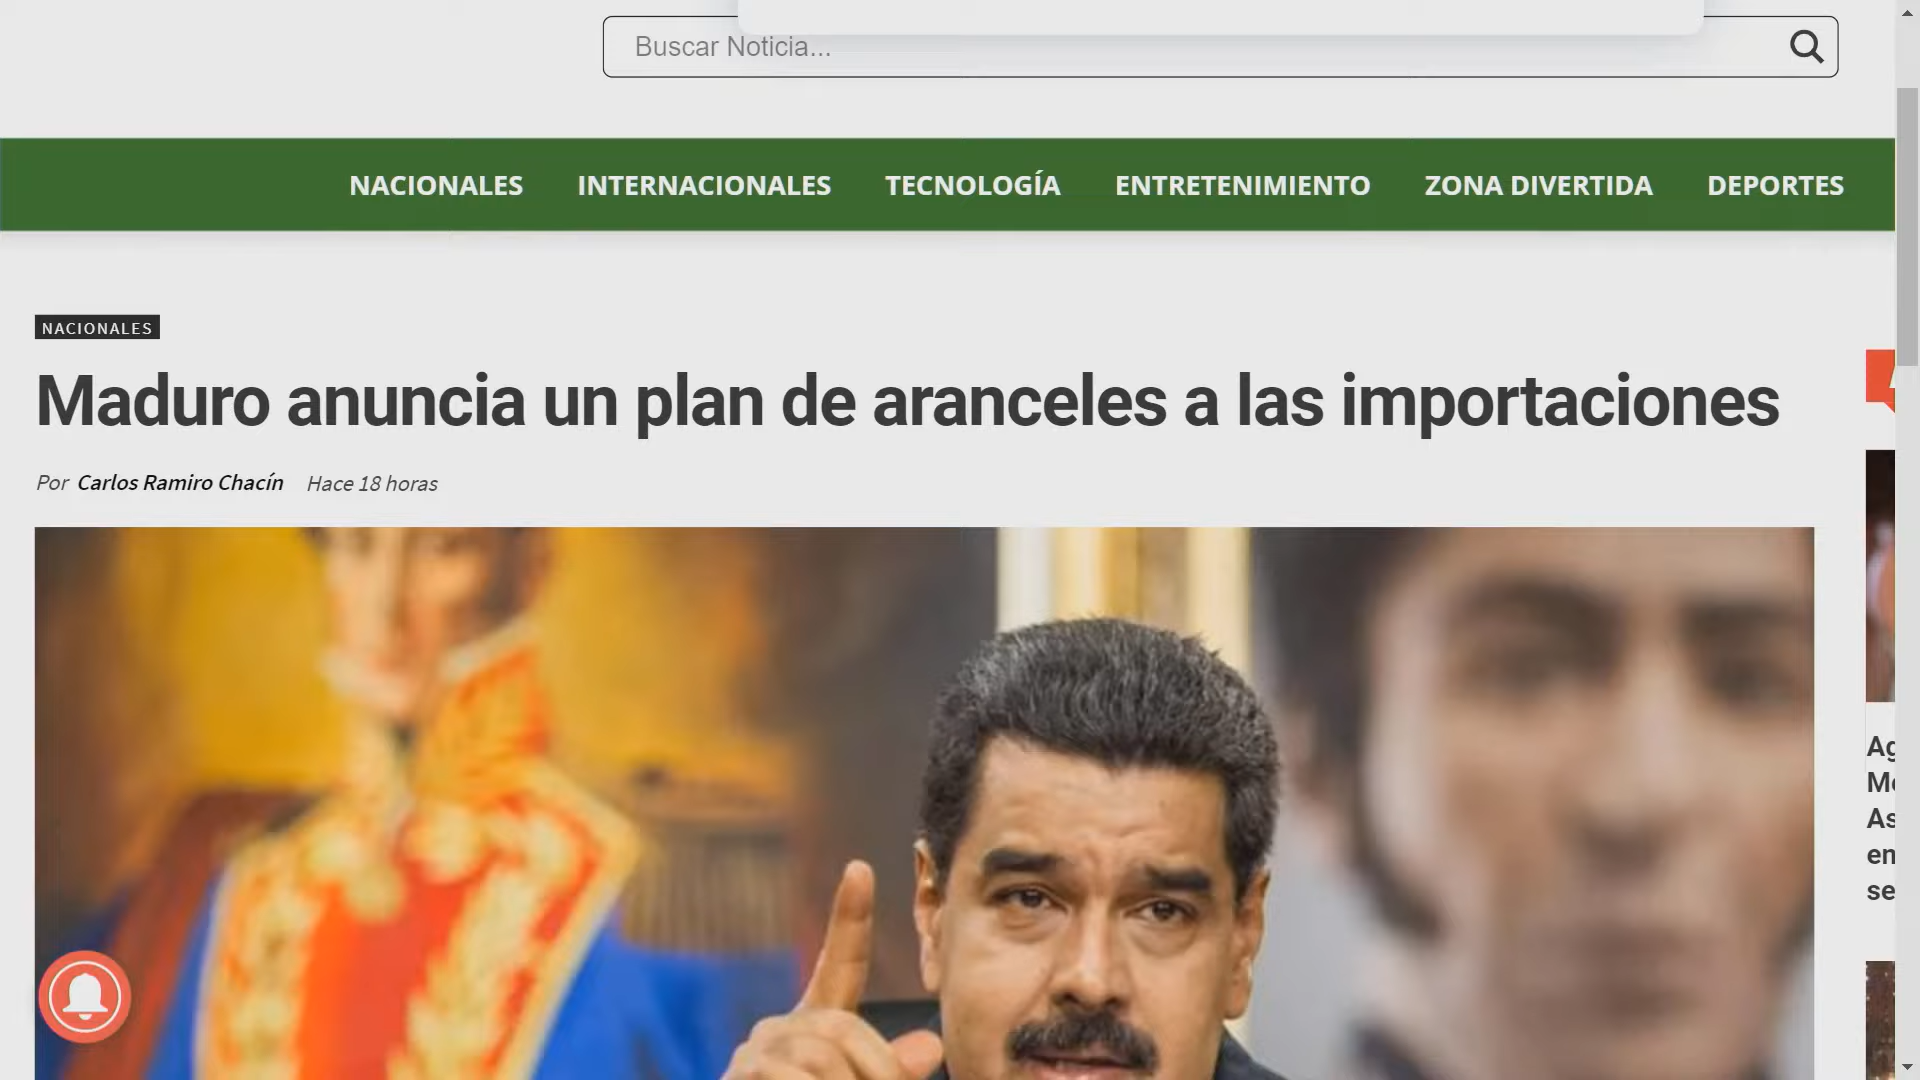 Buscar Noticia...
NACIONALES INTERNACIONALES TECNOLOGÍA ENTRETENIMIENTO ZONA DIVERTIDA DEPORTES
NACIONALES
Maduro anuncia un plan de aranceles a las importaciones
Por Carlos Ramiro Chacín Hace 18 horas